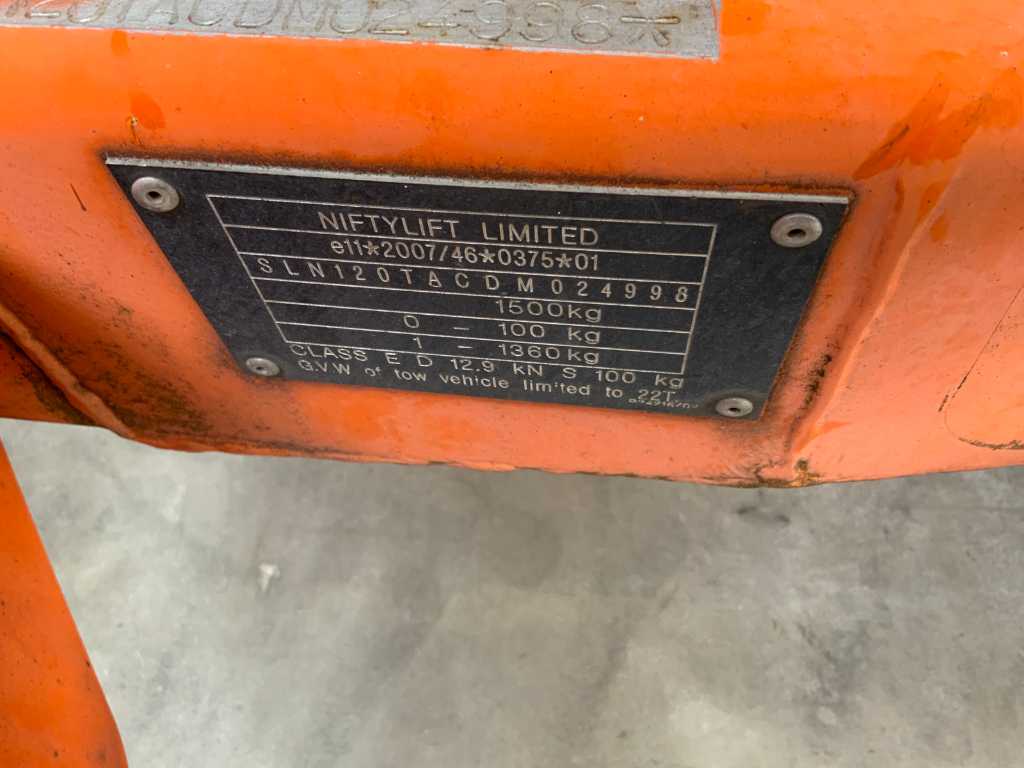 120TACDM024998*
NIFTYLIFT LIMITED
e11*2007/46*0375*01
SLN120TACDM024998
1500kg
0 - 100 kg
1 - 1360kg
CLASS E D 12.9 kN S 100 kg
G.V.W of tow vehicle limited to 22T